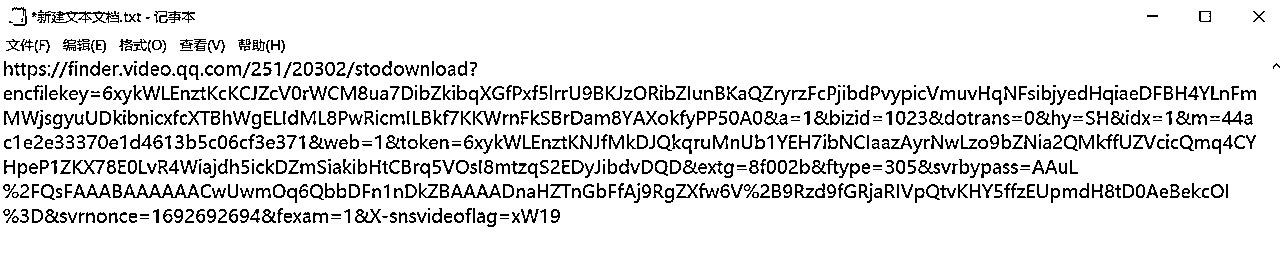 *新建文本文档.txt - 记事本
文件(F) 编辑(E) 格式(O) 查看(V) 帮助(H)
https://finder.video.qq.com/251/20302/stodownload?
encfilekey=6xykWLEnztKcKCJZcV0rWCM8ua7DibZkibqXGfPxf5lrrU9BKJzORibZIunBKaQZryrzFcPjibdPvypicVmuvHqNFsibjyedHqiaeDFBH4YLnFm
MWjsgyuUDkibnicxfcXTBhWgELIdML8PwRicmILBkf7KKWrnFkSBrDam8YAXokfyPP50A0&a=1&bizid=1023&dotrans=0&hy=SH&idx=1&m=44a
c1e2e33370e1d4613b5c06cf3e371&web=1&token=6xykWLEnztKNJfMkDJQkqruMnUb1YEH7ibNCIaazAyrNwLzo9bZNia2QMkffUZVcicQmq4CY
HpeP1ZKX78E0LvR4Wiajdh5ickDZmSiakibHtCBrq5VOsI8mtzqS2EDyJibdvDQD&extg=8f002b&ftype=305&svrbypass=AAuL
%2FQsFAAABAAAAAACwUwmOq6QbbDFn1nDkZBAAAADnaHZTnGbFfAj9RgZXfw6V%2B9Rzd9fGRjaRIVpQtvKHY5ffzEUpmdH8tD0AeBekcOI
%3D&svrnonce=1692692694&fexam=1&X-snsvideoflag=xW19